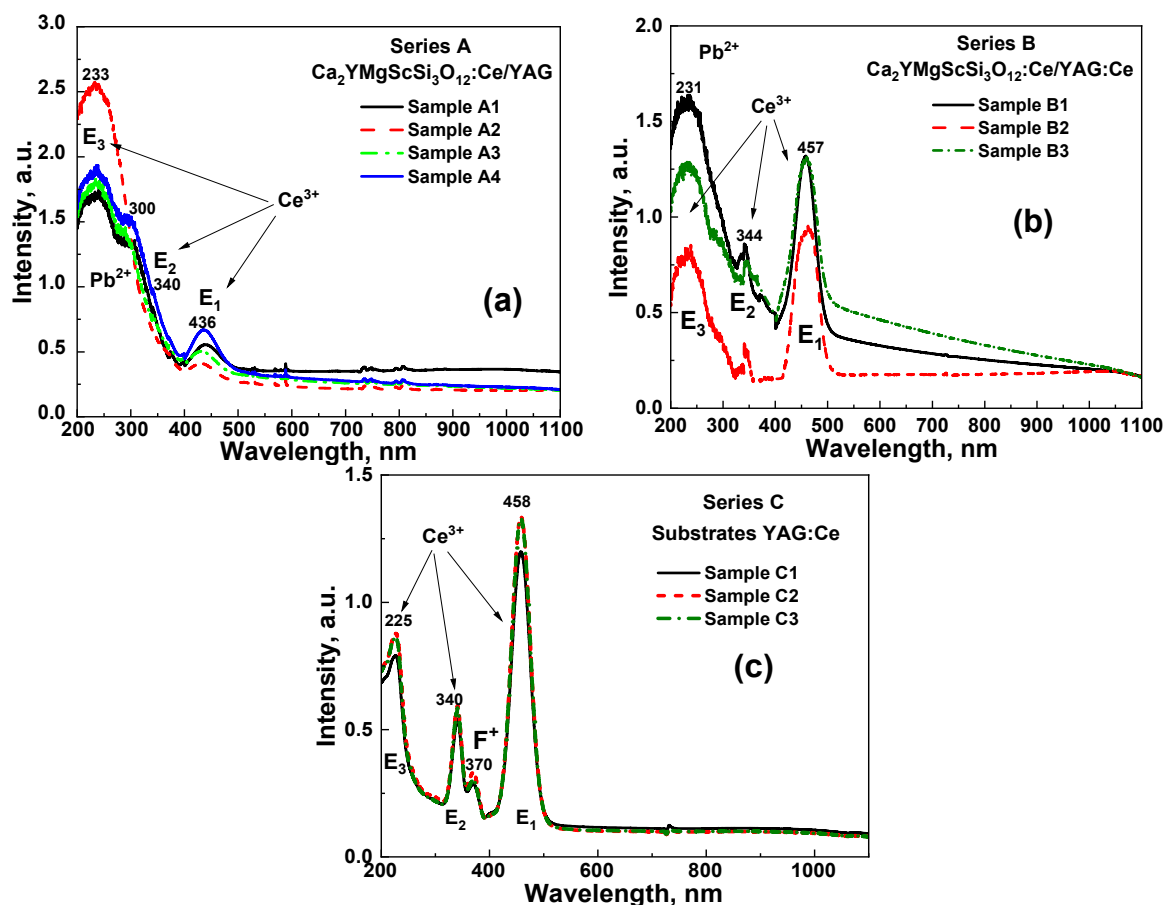 (a)
Series A
Ca₂YMgScSi₃O₁₂:Ce/YAG
Sample A1
Sample A2
Sample A3
Sample A4
3.0
2.5
2.0
1.5
1.0
0.5
0.0
Intensity, a.u.
233
E₃
300
Ce³⁺
E₂
340
Pb²⁺
E₁
436
(a)
200 300 400 500 600 700 800 900 1000 1100
Wavelength, nm
(b)
Series B
Ca₂YMgScSi₃O₁₂:Ce/YAG:Ce
Sample B1
Sample B2
Sample B3
2.0
1.5
1.0
0.5
0.0
Intensity, a.u.
Pb²⁺
231
Ce³⁺
457
344
E₂
E₃
E₁
(b)
200 300 400 500 600 700 800 900 1000 1100
Wavelength, nm
Series C
Substrates YAG:Ce
Sample C1
Sample C2
Sample C3
1.5
1.0
0.5
0.0
Intensity, a.u.
458
Ce³⁺
225
340
F⁺
370
E₃
E₂
E₁
(c)
200 400 600 800 1000
Wavelength, nm